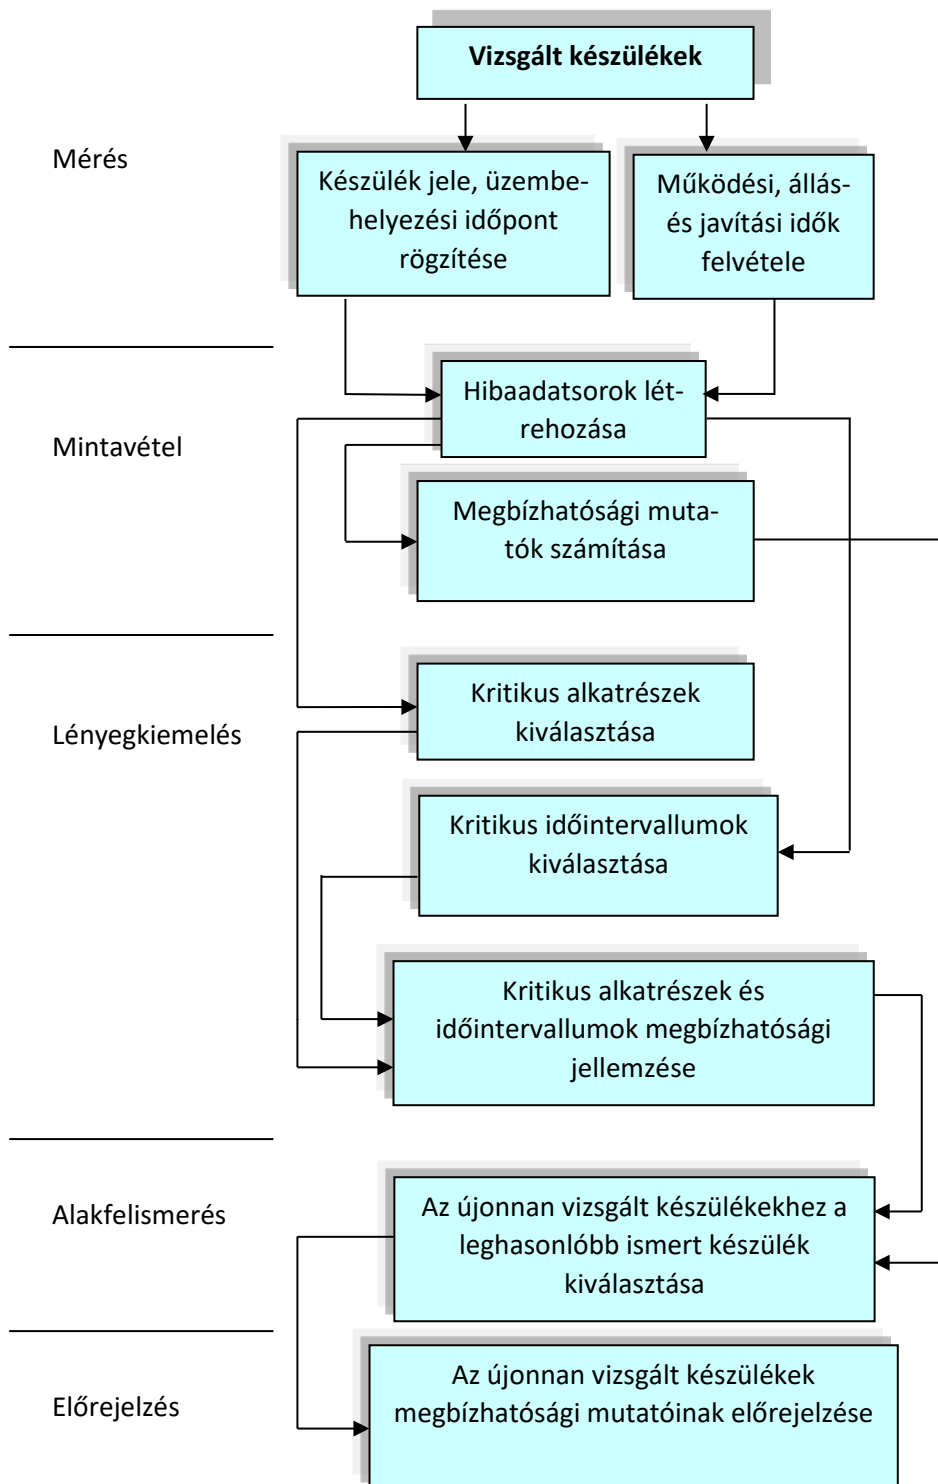 Vizsgált készülékek
Mérés
Készülék jele, üzembe-
helyezési időpont
rögzítése
Működési, állás-
és javítási idők
felvétele
Mintavétel
Hibaadatsorok lét-
rehozása
Megbízhatósági muta-
tók számítása
Lényegkiemelés
Kritikus alkatrészek
kiválasztása
Kritikus időintervallumok
kiválasztása
Kritikus alkatrészek és
időintervallumok megbízhatósági
jellemzése
Alakfelismerés
Az újonnan vizsgált készülékekhez a
leghasonlóbb ismert készülék
kiválasztása
Előrejelzés
Az újonnan vizsgált készülékek
megbízhatósági mutatóinak előrejelzése